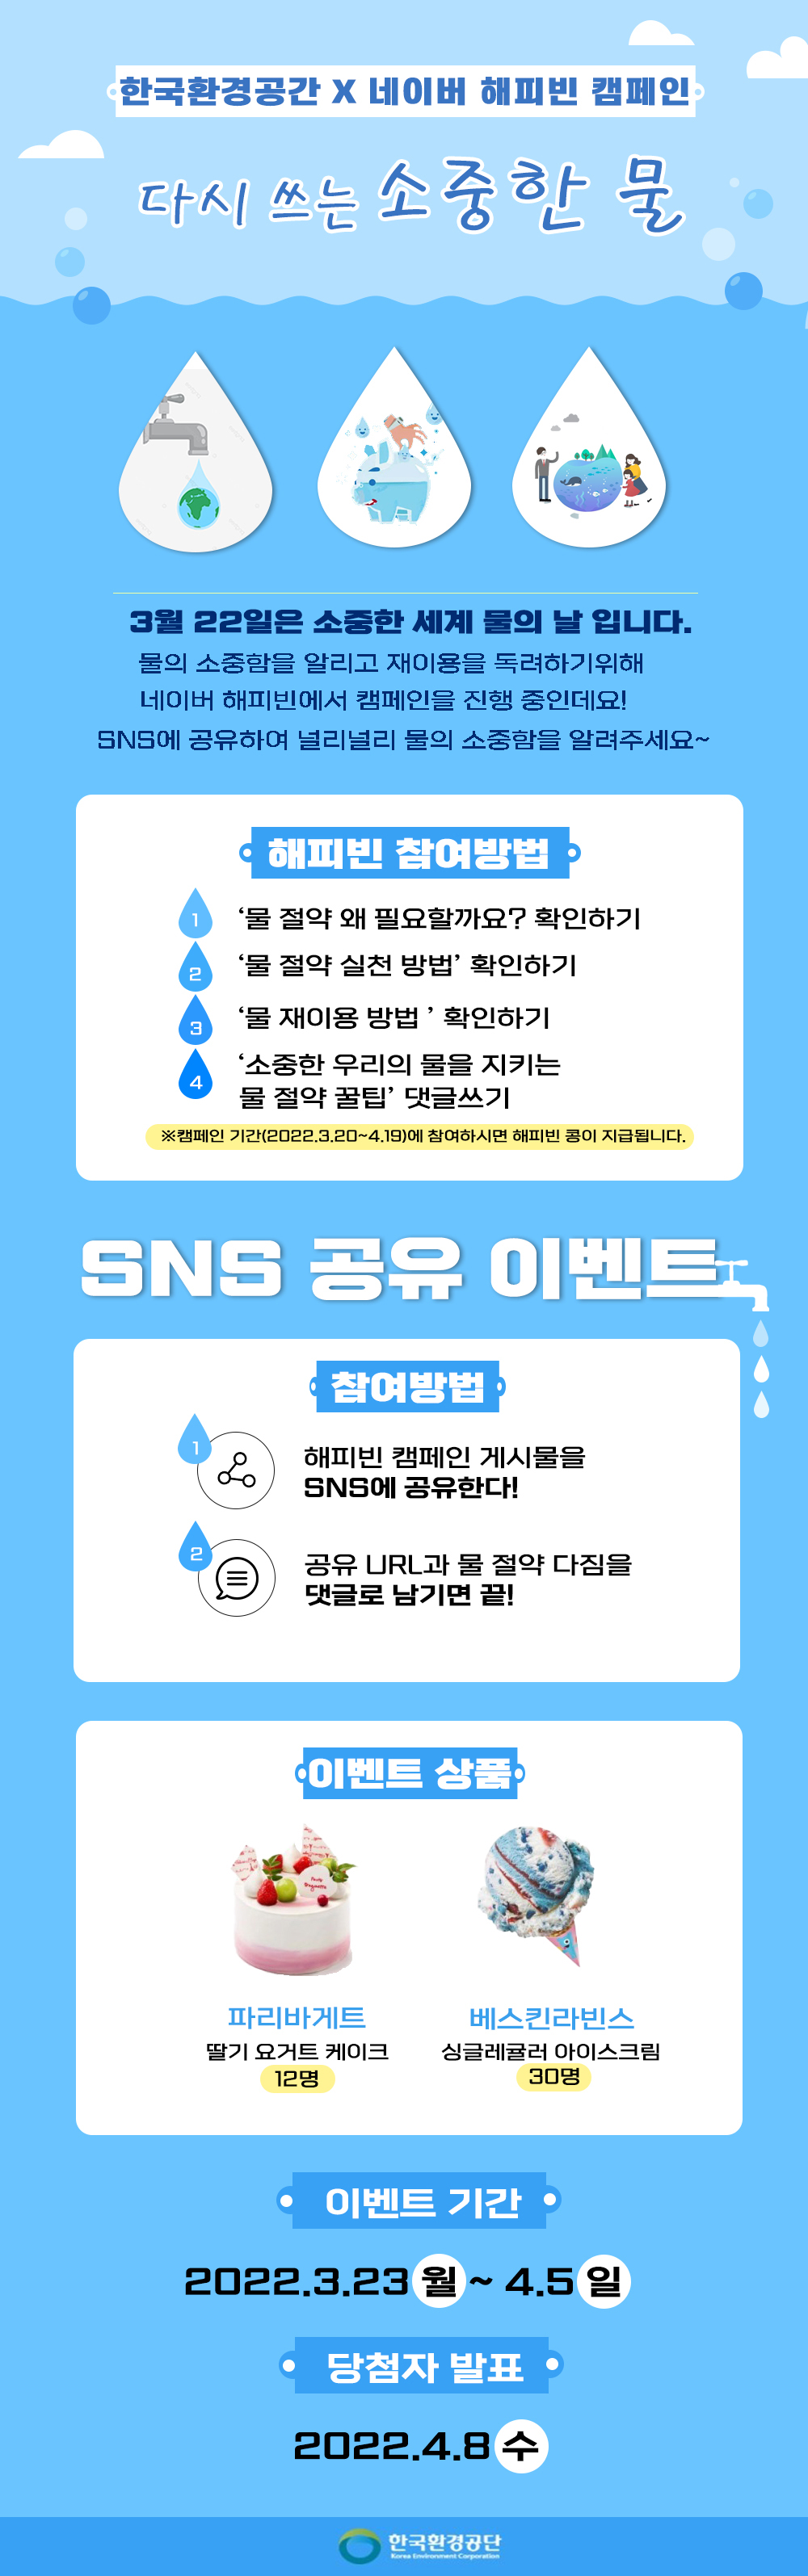 한국환경공간 X 네이버 해피빈 캠페인
다시 쓰는 소중한 물
3월 22일은 소중한 세계 물의 날 입니다.
물의 소중함을 알리고 재이용을 독려하기위해
네이버 해피빈에서 캠페인을 진행 중인데요!
SNS에 공유하여 널리널리 물의 소중함을 알려주세요~
해피빈 참여방법
1 ‘물 절약 왜 필요할까요? 확인하기
2 ‘물 절약 실천 방법’ 확인하기
3 ‘물 재이용 방법 ’ 확인하기
4 ‘소중한 우리의 물을 지키는
물 절약 꿀팁’ 댓글쓰기
※캠페인 기간(2022.3.20~4.19)에 참여하시면 해피빈 콩이 지급됩니다.
SNS 공유 이벤트
참여방법
1
해피빈 캠페인 게시물을
SNS에 공유한다!
2
공유 URL과 물 절약 다짐을
댓글로 남기면 끝!
이벤트 상품
파리바게트
딸기 요거트 케이크
12명
베스킨라빈스
싱글레귤러 아이스크림
30명
이벤트 기간
2022.3.23 월 ~ 4.5 일
당첨자 발표
2022.4.8 수
한국환경공단
Korea Environment Corporation